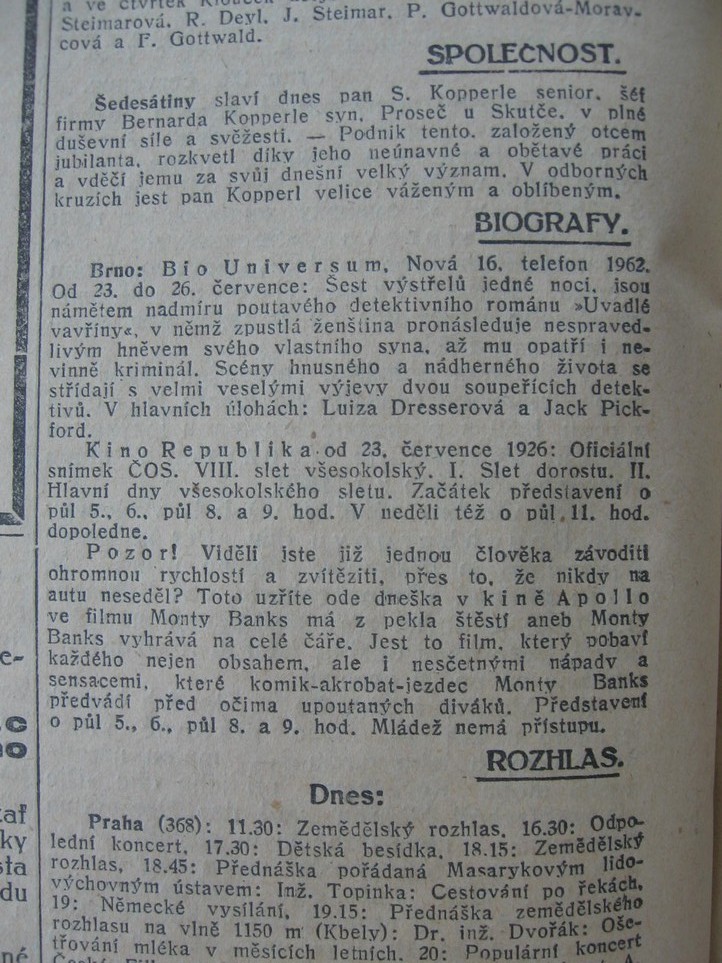 a ve čtvrtek
Steimarová, R. Deyl, J. Steimar, P. Gottwaldová-Morav-
cová a F. Gottwald.
SPOLEČNOST.
Šedesátiny slaví dnes pan S. Kopperle senior, šéf
firmy Bernarda Kopperle syn, Proseč u Skutče, v plné
duševní síle a svěžesti. — Podnik tento, založený otcem
jubilanta, rozkvetl díky jeho neúnavné a obětavé práci
a vděčí jemu za svůj dnešní velký význam. V odborných
kruzích jest pan Kopperl velice váženým a oblíbeným.
BIOGRAFY.
Brno: Bio Universum, Nová 16, telefon 1962.
Od 23. do 26. července: Šest výstřelů jedné noci, jsou
námětem nadmíru poutavého detektivního románu »Uvadlé
vavříny«, v němž zpustlá ženština pronásleduje nespraved-
livým hněvem svého vlastního syna, až mu opatří i ne-
vinně kriminál. Scény hnusného a nádherného života se
střídají s velmi veselými výjevy dvou soupeřících detek-
tivů. V hlavních úlohách: Luiza Dresserová a Jack Pick-
ford.
Kino Republika od 23. července 1926: Oficiální
snímek ČOS. VIII. slet všesokolský. I. Slet dorostu. II.
Hlavní dny všesokolského sletu. Začátek představení o
půl 5., 6., půl 8. a 9. hod. V neděli též o půl 11. hod.
dopoledne.
Pozor! Viděli jste již jednou člověka závoditi
ohromnou rychlostí a zvítěziti, přes to, že nikdy na
autu neseděl? Toto uzříte ode dneška v kině Apollo
ve filmu Monty Banks má z pekla štěstí aneb Monty
Banks vyhrává na celé čáře. Jest to film, který pobaví
každého nejen obsahem, ale i nesčetnými nápady a
sensacemi, které komik-akrobat-jezdec Monty Banks
předvádí před očima upoutaných diváků. Představení
o půl 5., 6., půl 8. a 9. hod. Mládež nemá přístupu.
ROZHLAS.
Dnes:
Praha (368): 11.30: Zemědělský rozhlas, 16.30: Odpo-
lední koncert, 17.30: Dětská besídka, 18.15: Zemědělský
rozhlas, 18.45: Přednáška pořádaná Masarykovým lido-
výchovným ústavem: Inž. Topinka: Cestování po řekách,
19: Německé vysílání, 19.15: Přednáška zemědělského
rozhlasu na vlně 1150 m (Kbely): Dr. inž. Dvořák: Oše-
třování mléka v měsících letních, 20: Populární koncert